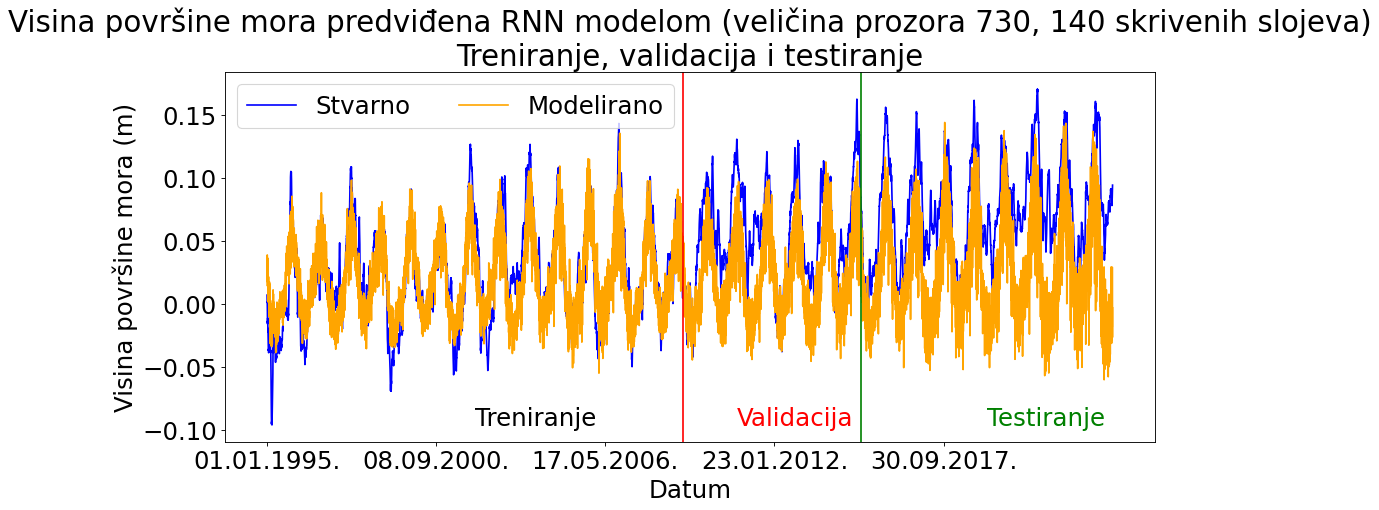 Visina površine mora predviđena RNN modelom (veličina prozora 730, 140 skrivenih slojeva)
Treniranje, validacija i testiranje
Stvarno
Modelirano
Visina površine mora (m)
0.15
0.10
0.05
0.00
−0.05
−0.10
Treniranje
Validacija
Testiranje
01.01.1995.
08.09.2000.
17.05.2006.
23.01.2012.
30.09.2017.
Datum